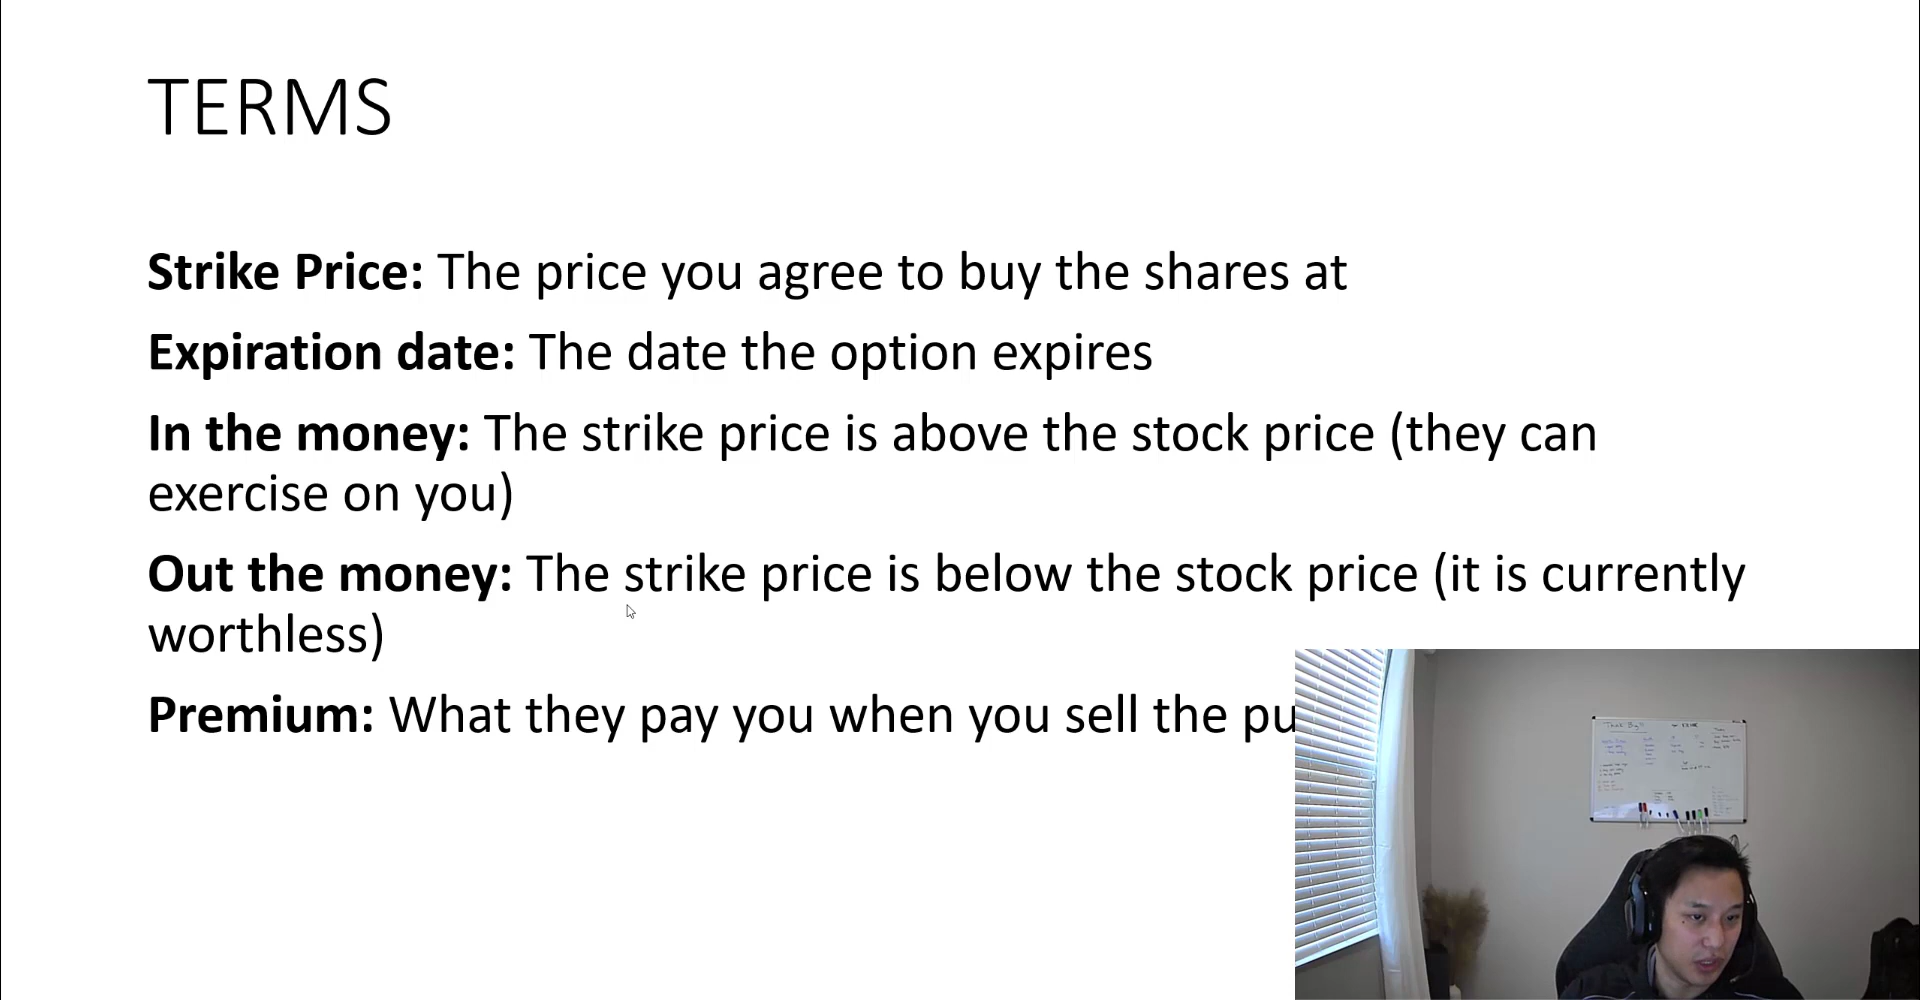 TERMS
Strike Price: The price you agree to buy the shares at
Expiration date: The date the option expires
In the money: The strike price is above the stock price (they can
exercise on you)
Out the money: The strike price is below the stock price (it is currently
worthless)
Premium: What they pay you when you sell the pu